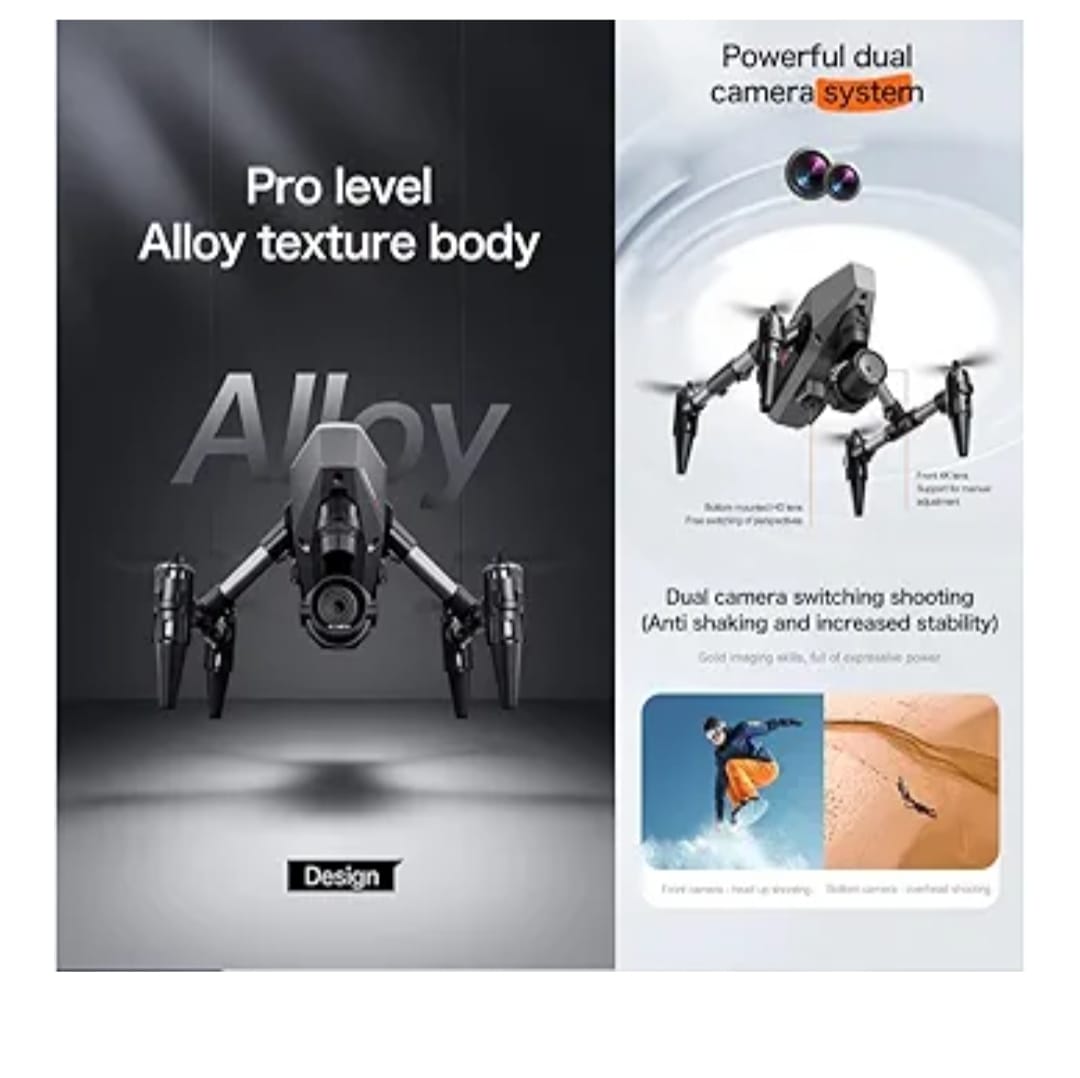 Pro level
Alloy texture body
Alloy
Design
Powerful dual
camera system
Bottom mounted HD lens
Free switching of perspectives
Front 4K lens
Support for manual
adjustment
Dual camera switching shooting
(Anti shaking and increased stability)
Gold imaging skills, full of expressive power
Front camera - head up shooting
Bottom camera - overhead shooting